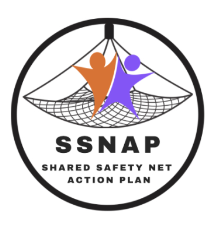 SSNAP
SHARED SAFETY NET
ACTION PLAN